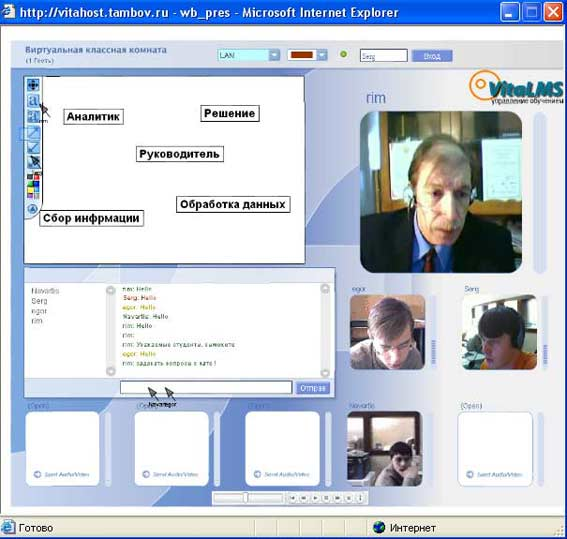 http://vitahost.tambov.ru - wb_pres - Microsoft Internet Explorer
Виртуальная классная комната
(1 Гость)
LAN
Serg
Вход
VitaLMS
управление обучением
rim
Аналитик
Решение
Руководитель
Обработка данных
Сбор инфрмации
Navartis
Serg
egor
rim
rim: Hello
Serg: Hello
egor: Hello
Navartis: Hello
rim: Hello
rim:
rim: Уважаемые студенты, сможете
egor: Hello
rim: задавать вопросы в чате!
Отправ
egor
Serg
(Open)
(Open)
(Open)
Navartis
(Open)
Send Audio/Video
Send Audio/Video
Send Audio/Video
Send Audio/Video
Готово
Интернет